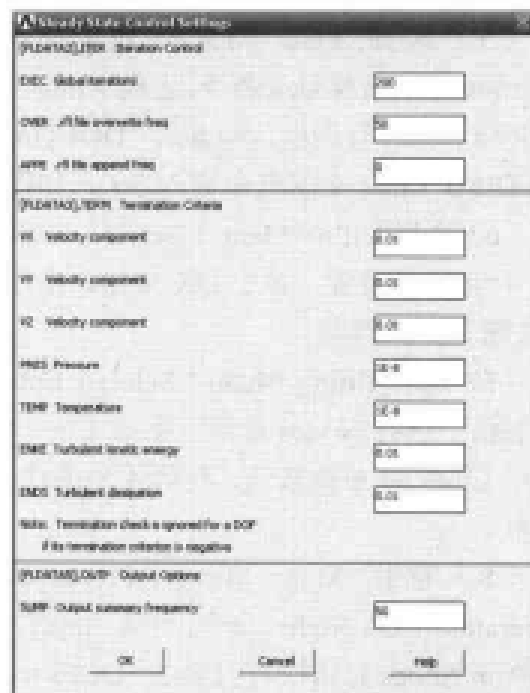 Steady State Control Settings
[FLDATA2],ITER Iteration Control
EXEC Global iterations
200
OVER .rfl file overwrite freq
50
APPE .rfl file append freq
[FLDATA3],TERM Termination Criteria
VX Velocity component
0.01
VY Velocity component
0.01
VZ Velocity component
0.01
PRES Pressure
1E-8
TEMP Temperature
1E-8
ENKE Turbulent kinetic energy
0.01
ENDS Turbulent dissipation
0.01
Note: Termination check is ignored for a DOF
if its termination criterion is negative
Output Options
SUMF Output summary frequency
50
OK Cancel Help